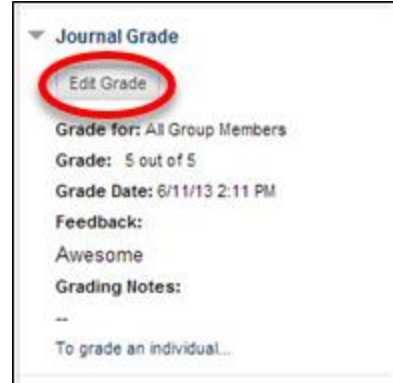 Journal Grade
Edit Grade
Grade for: All Group Members
Grade: 5 out of 5
Grade Date: 6/11/13 2:11 PM
Feedback:
Awesome
Grading Notes:
--
To grade an individual...